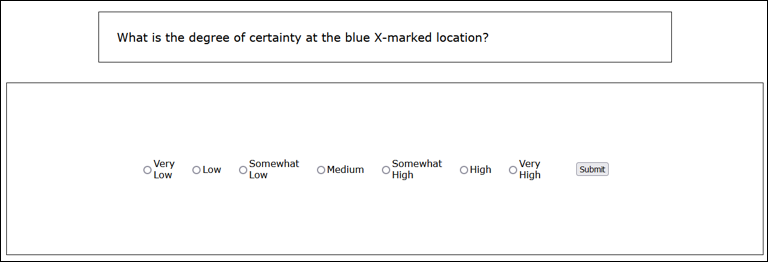 What is the degree of certainty at the blue X-marked location?
Very Low
Low
Somewhat Low
Medium
Somewhat High
High
Very High
Submit